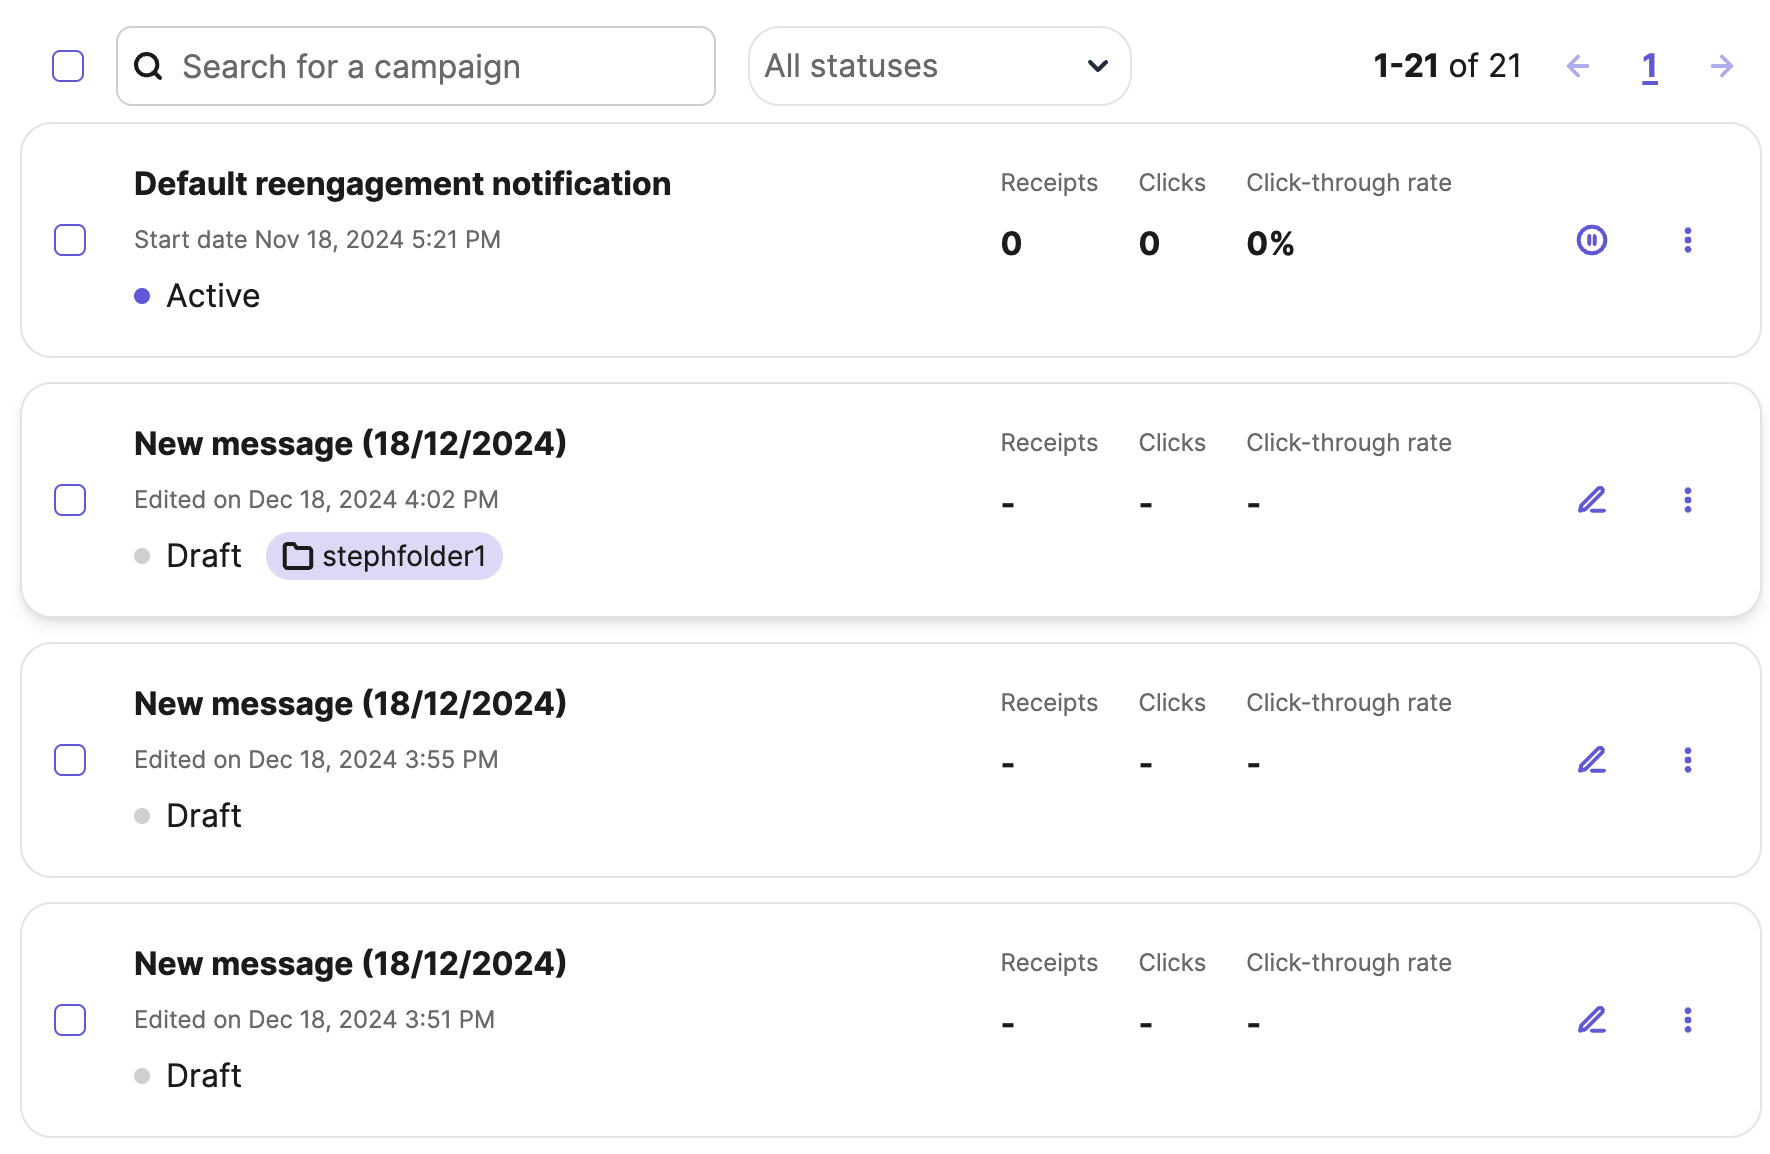 Search for a campaign
All statuses
1-21 of 21
1
Default reengagement notification
Start date Nov 18, 2024 5:21 PM
Active
Receipts Clicks Click-through rate
0 0 0%
New message (18/12/2024)
Edited on Dec 18, 2024 4:02 PM
Draft stephfolder1
Receipts Clicks Click-through rate
- - -
New message (18/12/2024)
Edited on Dec 18, 2024 3:55 PM
Draft
Receipts Clicks Click-through rate
- - -
New message (18/12/2024)
Edited on Dec 18, 2024 3:51 PM
Draft
Receipts Clicks Click-through rate
- - -